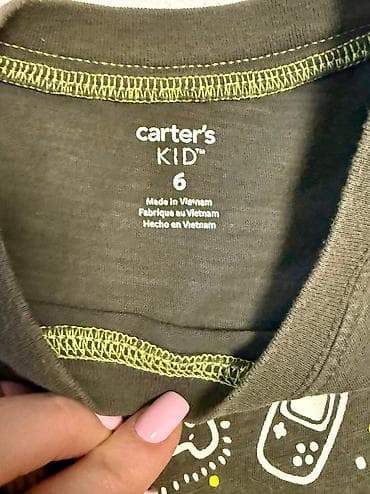 carter's
KID™
6
Made in Vietnam
Fabriqué au Vietnam
Hecho en Vietnam